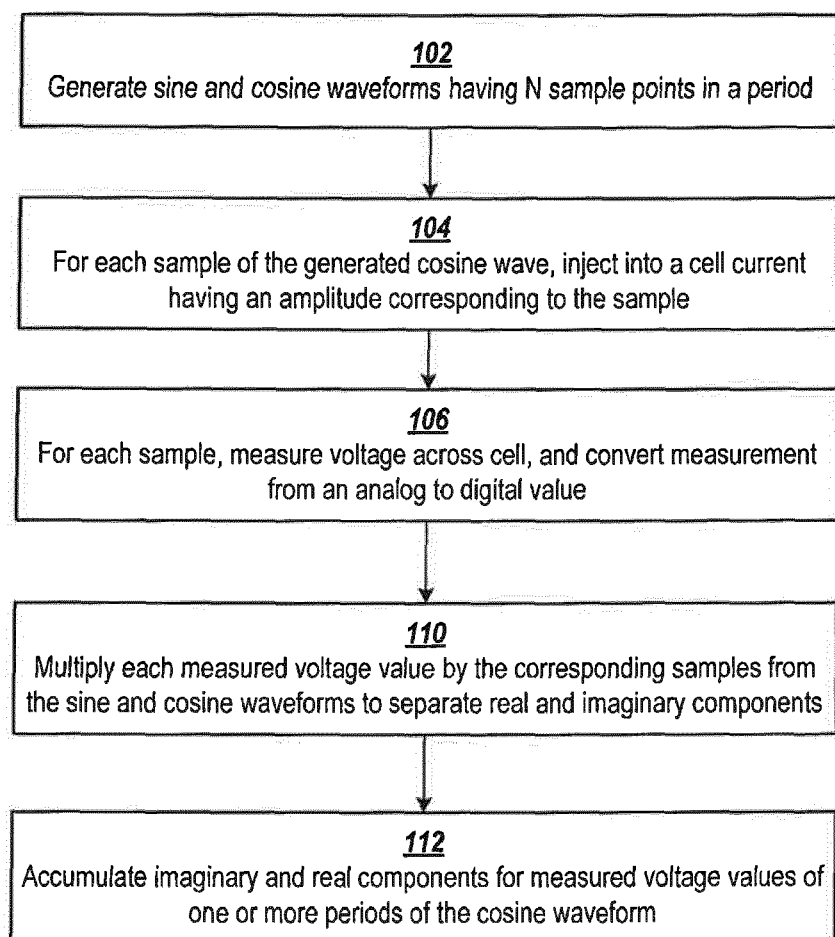 102
Generate sine and cosine waveforms having N sample points in a period
104
For each sample of the generated cosine wave, inject into a cell current
having an amplitude corresponding to the sample
106
For each sample, measure voltage across cell, and convert measurement
from an analog to digital value
110
Multiply each measured voltage value by the corresponding samples from
the sine and cosine waveforms to separate real and imaginary components
112
Accumulate imaginary and real components for measured voltage values of
one or more periods of the cosine waveform